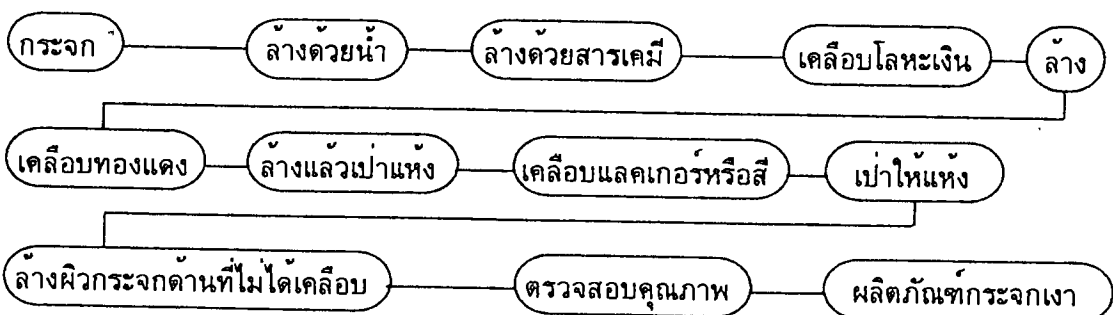 กระจก ล้างด้วยน้ำ ล้างด้วยสารเคมี เคลือบโลหะเงิน ล้าง
เคลือบทองแดง ล้างแล้วเป่าแห้ง เคลือบแลคเกอร์หรือสี เป่าให้แห้ง
ล้างผิวกระจกด้านที่ไม่ได้เคลือบ ตรวจสอบคุณภาพ ผลิตภัณฑ์กระจกเงา